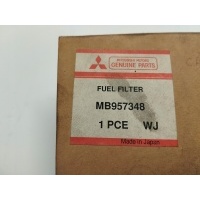 MITSUBISHI MOTORS
GENUINE PARTS
FUEL FILTER
MB957348
1 PCE WJ
Made in Japan